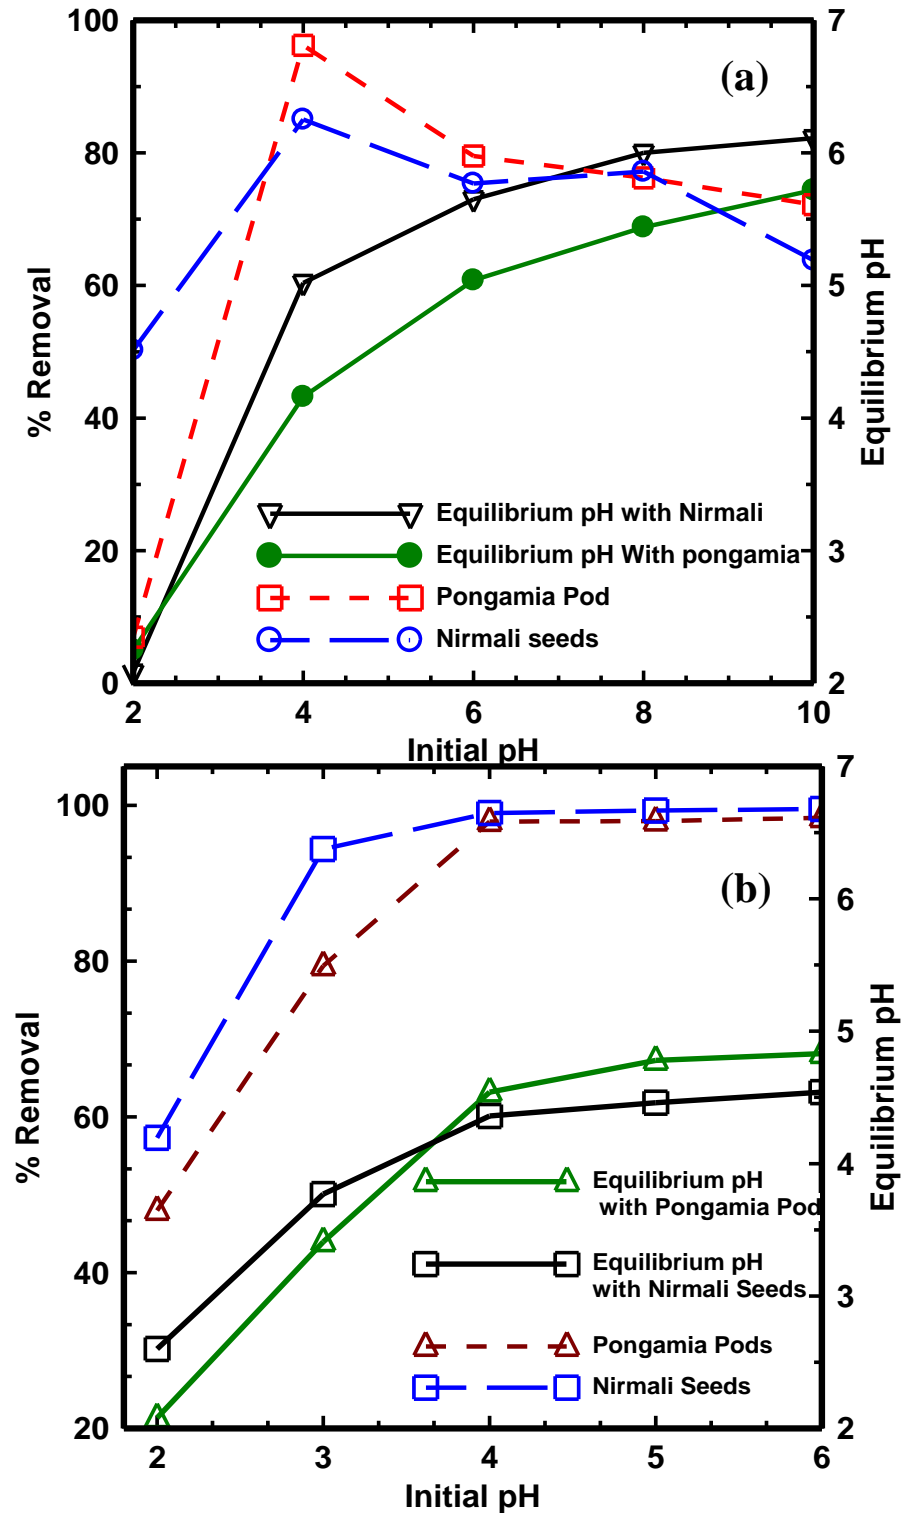 100
80
60
40
20
0
% Removal
(a)
7
6
5
4
3
2
Equilibrium pH
Equilibrium pH with Nirmali
Equilibrium pH With pongamia
Pongamia Pod
Nirmali seeds
2 4 6 8 10
Initial pH
100
80
60
40
20
% Removal
(b)
7
6
5
4
3
2
Equilibrium pH
Equilibrium pH
with Pongamia Pod
Equilibrium pH
with Nirmali Seeds
Pongamia Pods
Nirmali Seeds
2 3 4 5 6
Initial pH